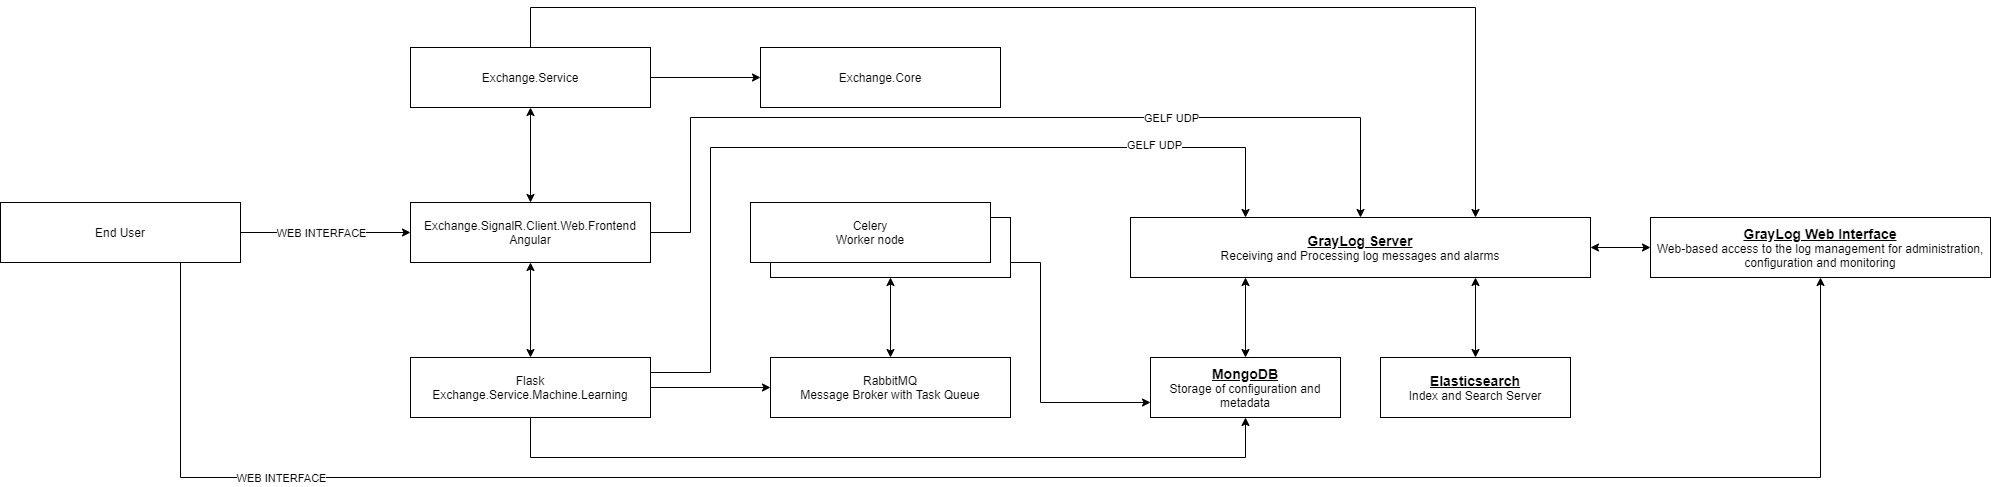 Exchange.Service
Exchange.Core
GELF UDP
GELF UDP
End User
WEB INTERFACE
Exchange.SignalR.Client.Web.Frontend
Angular
Celery
Worker node
GrayLog Server
Receiving and Processing log messages and alarms
GrayLog Web Interface
Web-based access to the log management for administration,
configuration and monitoring
Flask
Exchange.Service.Machine.Learning
RabbitMQ
Message Broker with Task Queue
MongoDB
Storage of configuration and
metadata
Elasticsearch
Index and Search Server
WEB INTERFACE